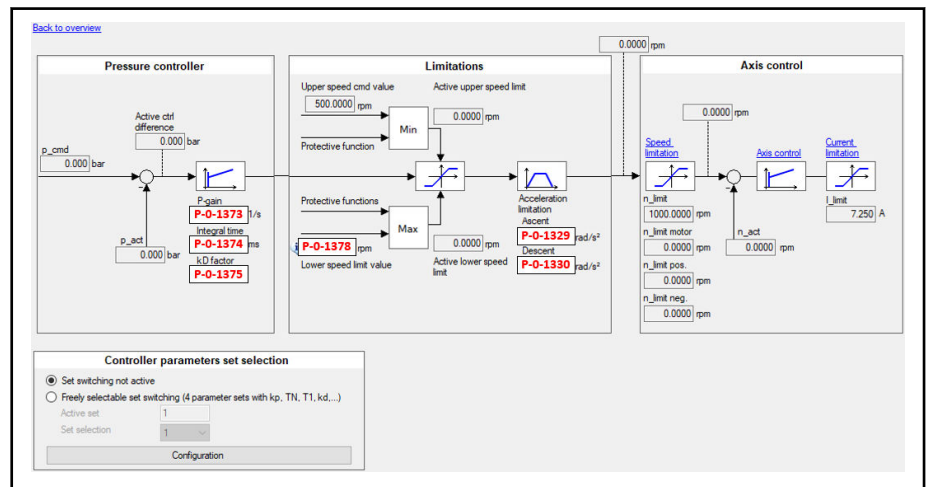 Back to overview
0.0000 rpm
Pressure controller
Active ctrl
difference
0.000 bar
p_cmd
0.000 bar
P-gain
P-0-1373 1/s
Integral time
P-0-1374 ms
kD factor
P-0-1375
p_act
0.000 bar
Limitations
Upper speed cmd value
500.0000 rpm
Active upper speed limit
0.0000 rpm
Min
Protective function
Protective functions
Max
P-0-1378 rpm
Lower speed limit value
0.0000 rpm
Active lower speed
limit
Acceleration
limitation
Ascent
P-0-1329 rad/s²
Descent
P-0-1330 rad/s²
Axis control
0.0000 rpm
Speed
limitation
Axis control
Current
limitation
n_limit
1000.0000 rpm
n_limit motor
0.0000 rpm
n_limit pos.
0.0000 rpm
n_limit neg.
0.0000 rpm
n_act
0.0000 rpm
I_limit
7.250 A
Controller parameters set selection
Set switching not active
Freely selectable set switching (4 parameter sets with kp, TN, T1, kd,...)
Active set 1
Set selection 1
Configuration